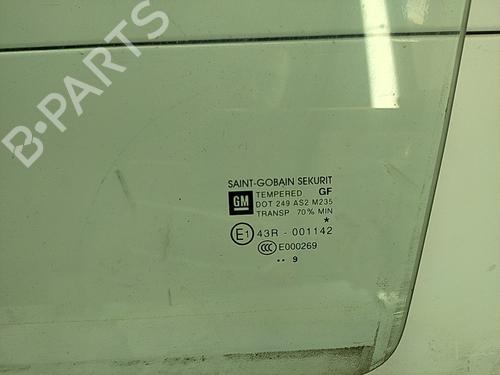 B-PARTS
SAINT-GOBAIN SEKURIT
GM TEMPERED GF
DOT 249 AS2 M235
TRANSP 70% MIN
*
E1 43R - 001142
CCC E000269
•• 9